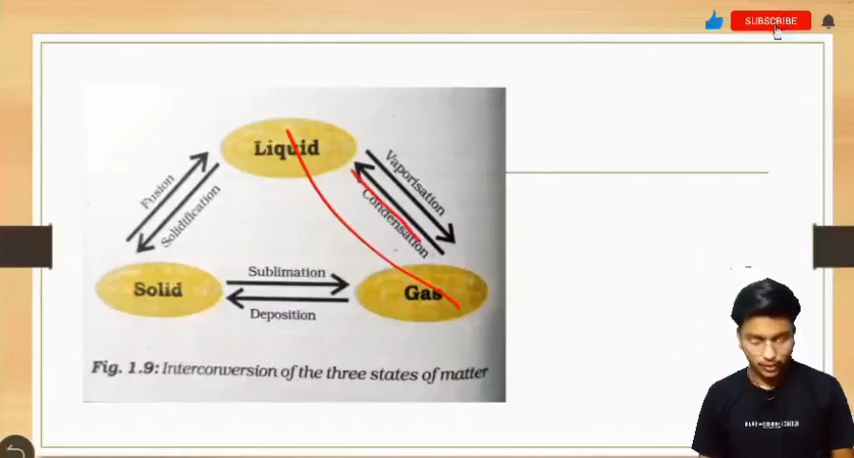 SUBSCRIBE
Liquid
Fusion
Solidification
Vaporisation
Condensation
Solid
Sublimation
Deposition
Gas
Fig. 1.9: Interconversion of the three states of matter